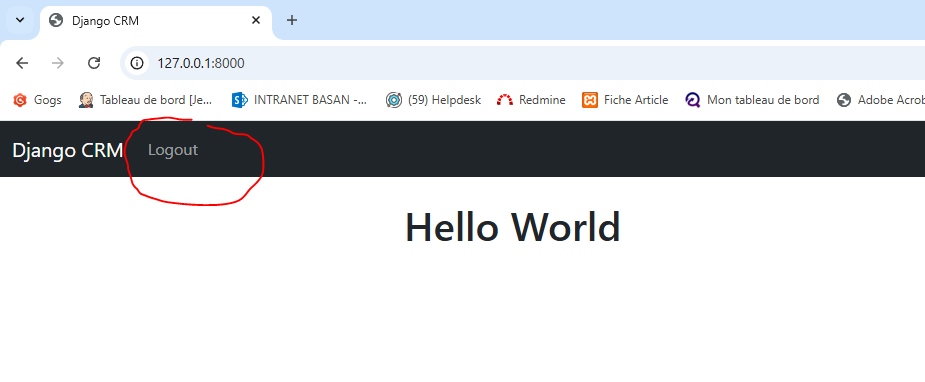 Django CRM
127.0.0.1:8000
Gogs Tableau de bord [Je... INTRANET BASAN -... (59) Helpdesk Redmine Fiche Article Mon tableau de bord Adobe Acrob
Django CRM Logout
Hello World